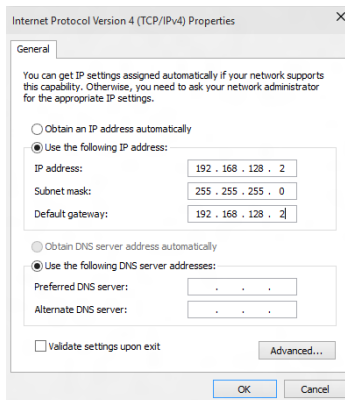 Internet Protocol Version 4 (TCP/IPv4) Properties
General
You can get IP settings assigned automatically if your network supports
this capability. Otherwise, you need to ask your network administrator
for the appropriate IP settings.
Obtain an IP address automatically
Use the following IP address:
IP address: 192 . 168 . 128 . 2
Subnet mask: 255 . 255 . 255 . 0
Default gateway: 192 . 168 . 128 . 2
Obtain DNS server address automatically
Use the following DNS server addresses:
Preferred DNS server: . . .
Alternate DNS server: . . .
Validate settings upon exit
Advanced...
OK Cancel